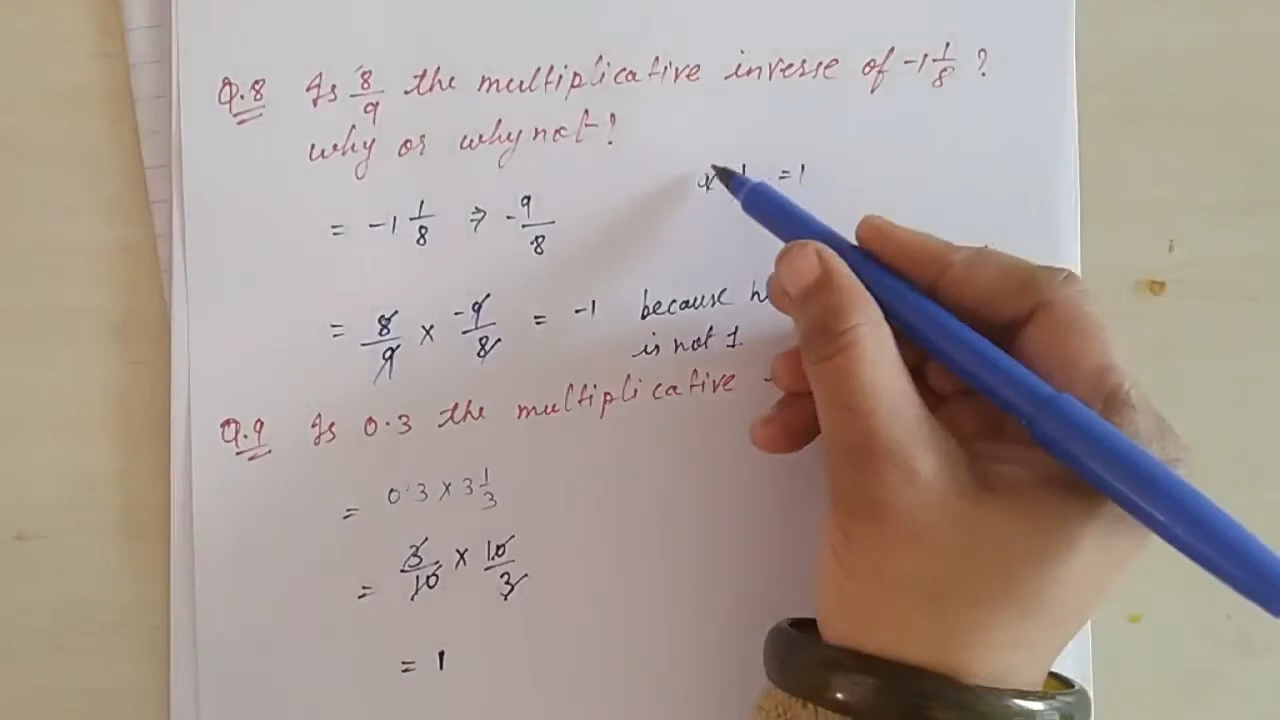 Q.8 Is 8/9 the multiplicative inverse of -1 1/8 ?
why or why not?
= 1
= -1 1/8 ⇒ -9/8
= 8/9 × -9/8 = -1 because
is not 1.
Q.9 Is 0.3 the multiplicative
= 0.3 × 3 1/3
= 3/10 × 10/3
= 1